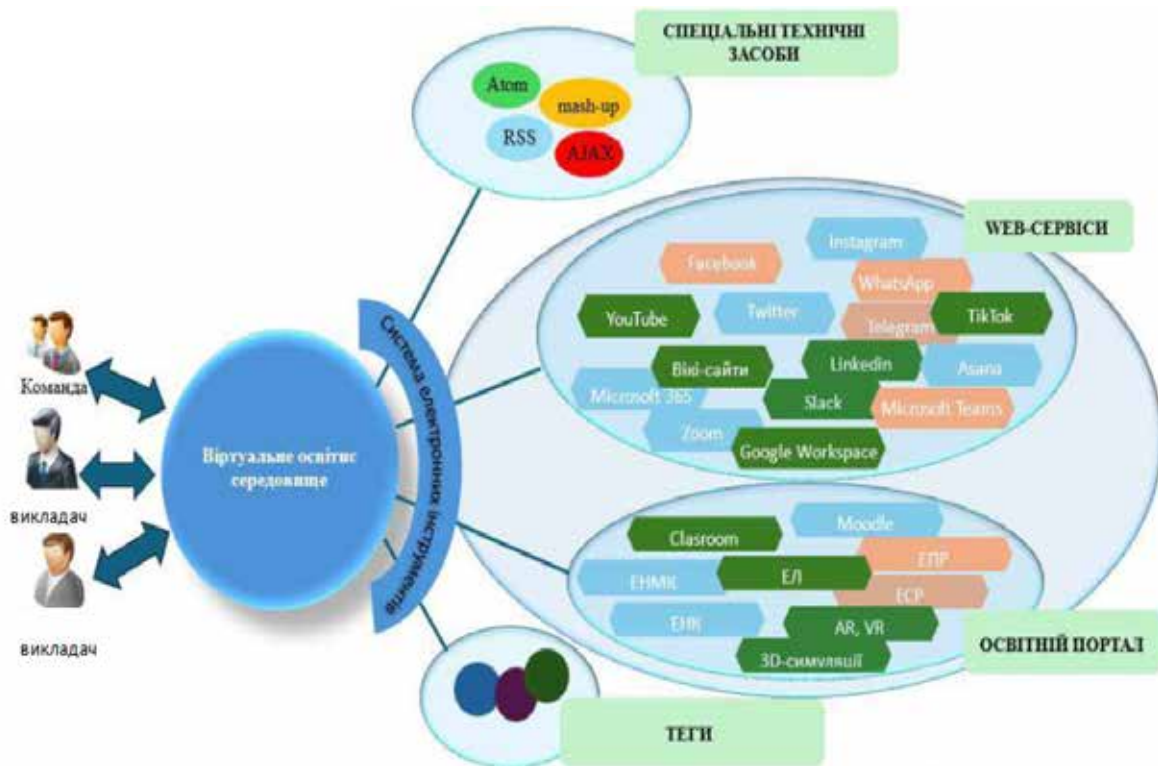 СПЕЦІАЛЬНІ ТЕХНІЧНІ
ЗАСОБИ
Atom
mash-up
RSS
AJAX
WEB-СЕРВІСИ
Instagram
Facebook
WhatsApp
YouTube
Twitter
Telegram
TikTok
Вікі-сайти
Linkedin
Asana
Microsoft 365
Slack
Microsoft Teams
Zoom
Google Workspace
Команда
викладач
викладач
Віртуальне освітнє
середовище
Система електронних інструментів
Clasroom
Moodle
ЕНМК
ЕЛ
ЕПР
ЕСР
ЕНК
AR, VR
3D-симуляції
ОСВІТНІЙ ПОРТАЛ
ТЕГИ